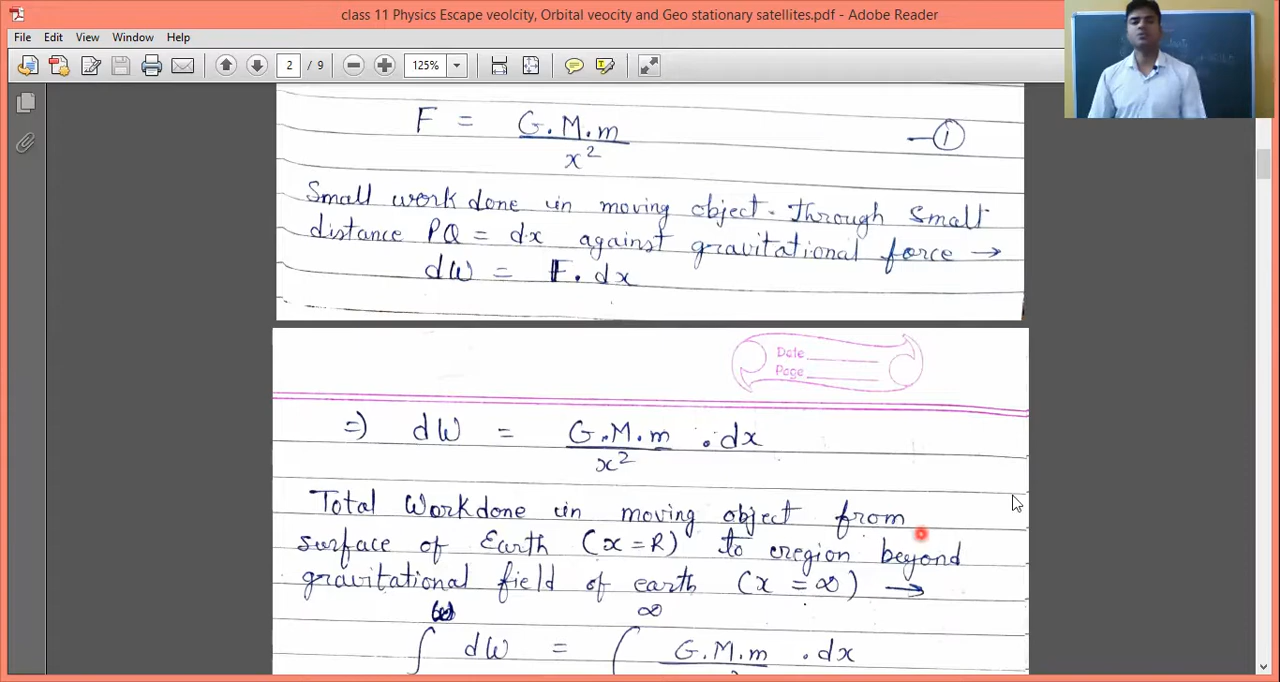 class 11 Physics Escape veolcity, Orbital veocity and Geo stationary satellites.pdf - Adobe Reader
File Edit View Window Help
2 / 9 125%
F = G.M.m / x² —①
Small work done in moving object. through small
distance PQ = dx against gravitational force →
dW = F. dx
Date
Page
=) dW = G.M.m / x² . dx
Total Workdone in moving object from
surface of Earth (x=R) to region beyond
gravitational field of earth (x = ∞) →
∫ dW = ∫ ∞ G.M.m . dx